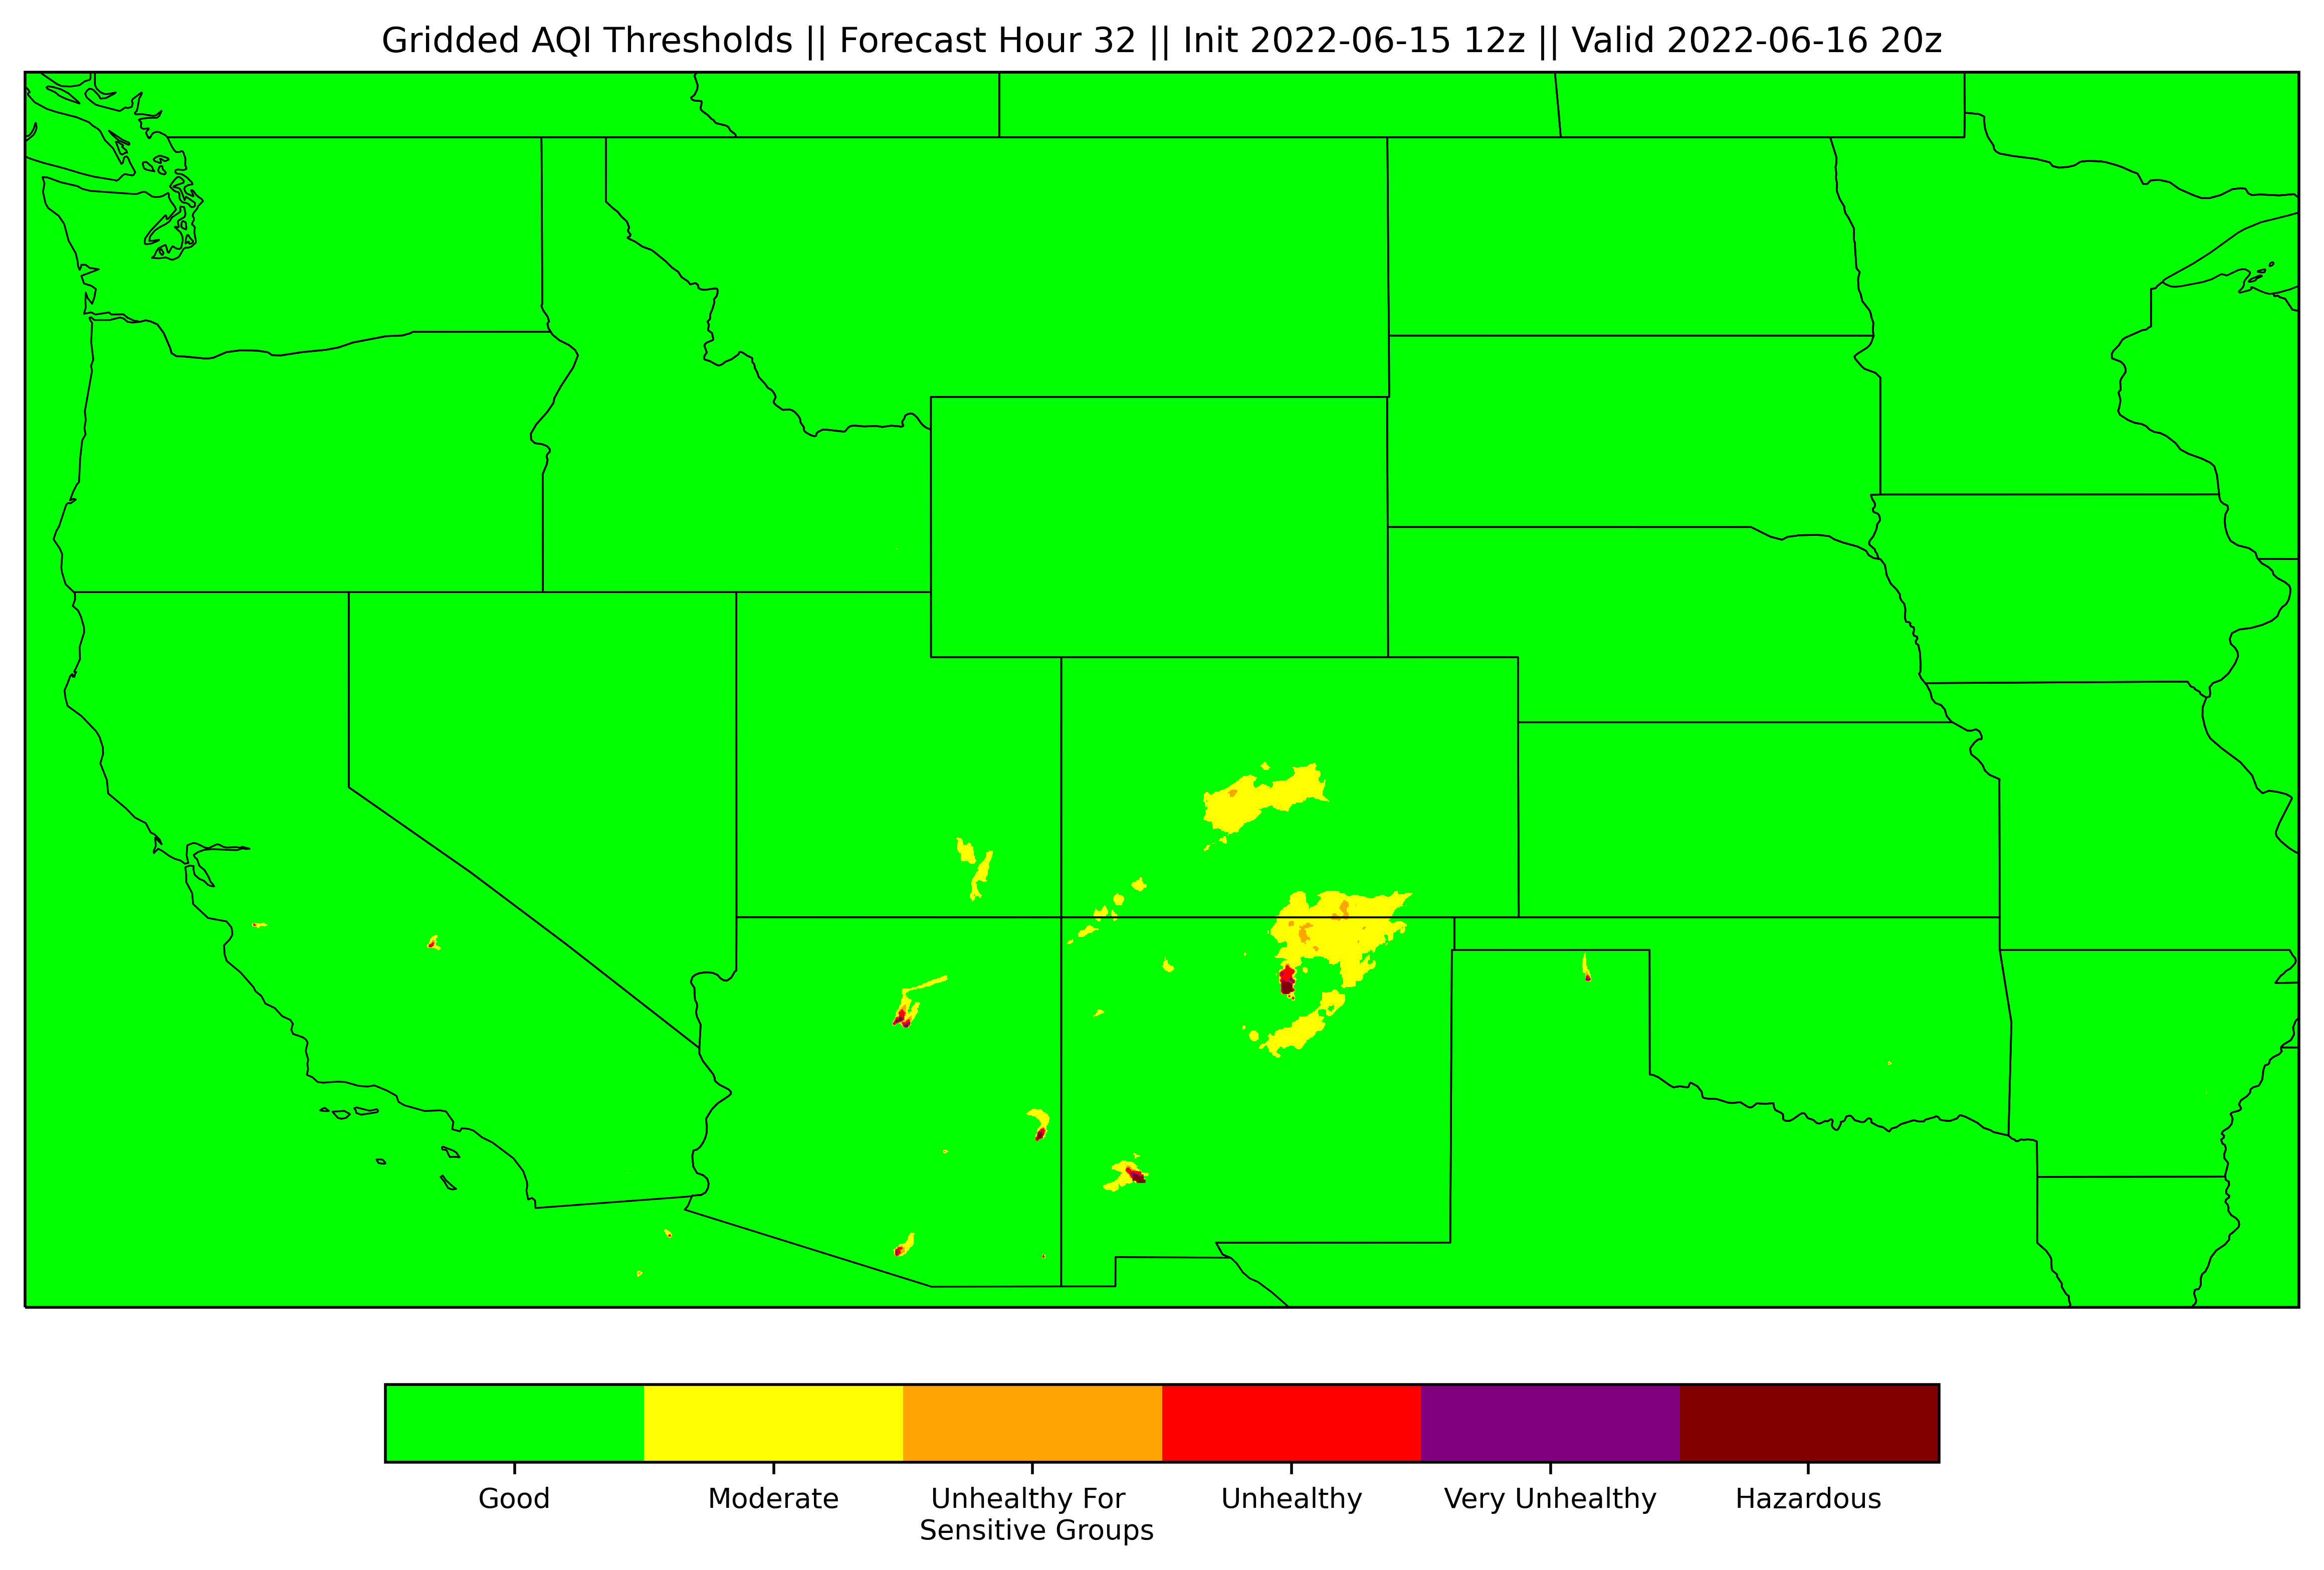 Gridded AQI Thresholds || Forecast Hour 32 || Init 2022-06-15 12z || Valid 2022-06-16 20z
Good
Moderate
Unhealthy For
Sensitive Groups
Unhealthy
Very Unhealthy
Hazardous